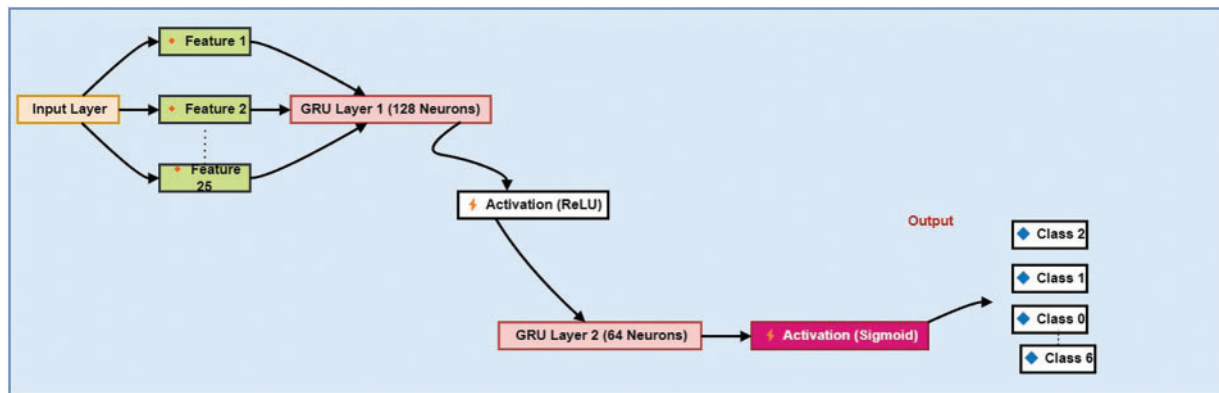 Input Layer
Feature 1
Feature 2
Feature
25
GRU Layer 1 (128 Neurons)
Activation (ReLU)
GRU Layer 2 (64 Neurons)
Activation (Sigmoid)
Output
Class 2
Class 1
Class 0
Class 6